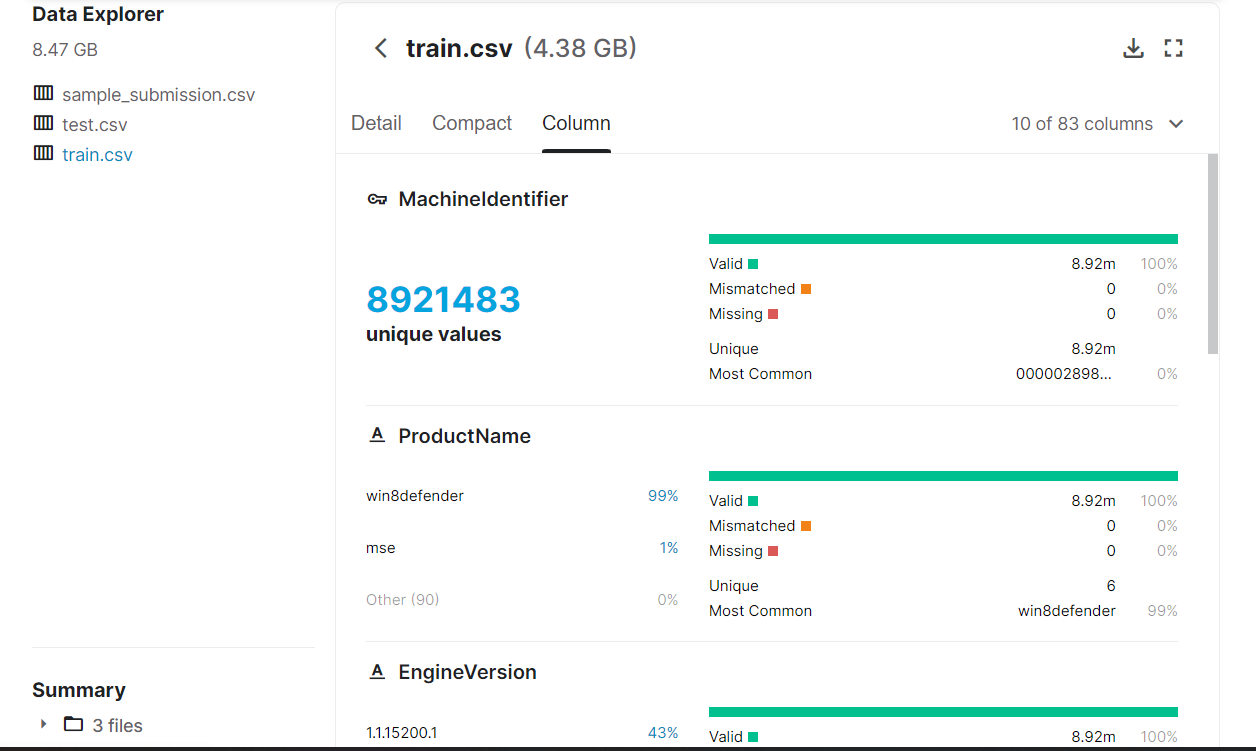 Data Explorer
8.47 GB
sample_submission.csv
test.csv
train.csv
Summary
3 files
train.csv (4.38 GB)
Detail Compact Column 10 of 83 columns
MachineIdentifier
8921483
unique values
Valid 8.92m 100%
Mismatched 0 0%
Missing 0 0%
Unique 8.92m
Most Common 000002898... 0%
ProductName
win8defender 99%
mse 1%
Other (90) 0%
Valid 8.92m 100%
Mismatched 0 0%
Missing 0 0%
Unique 6
Most Common win8defender 99%
EngineVersion
1.1.15200.1 43%
Valid 8.92m 100%